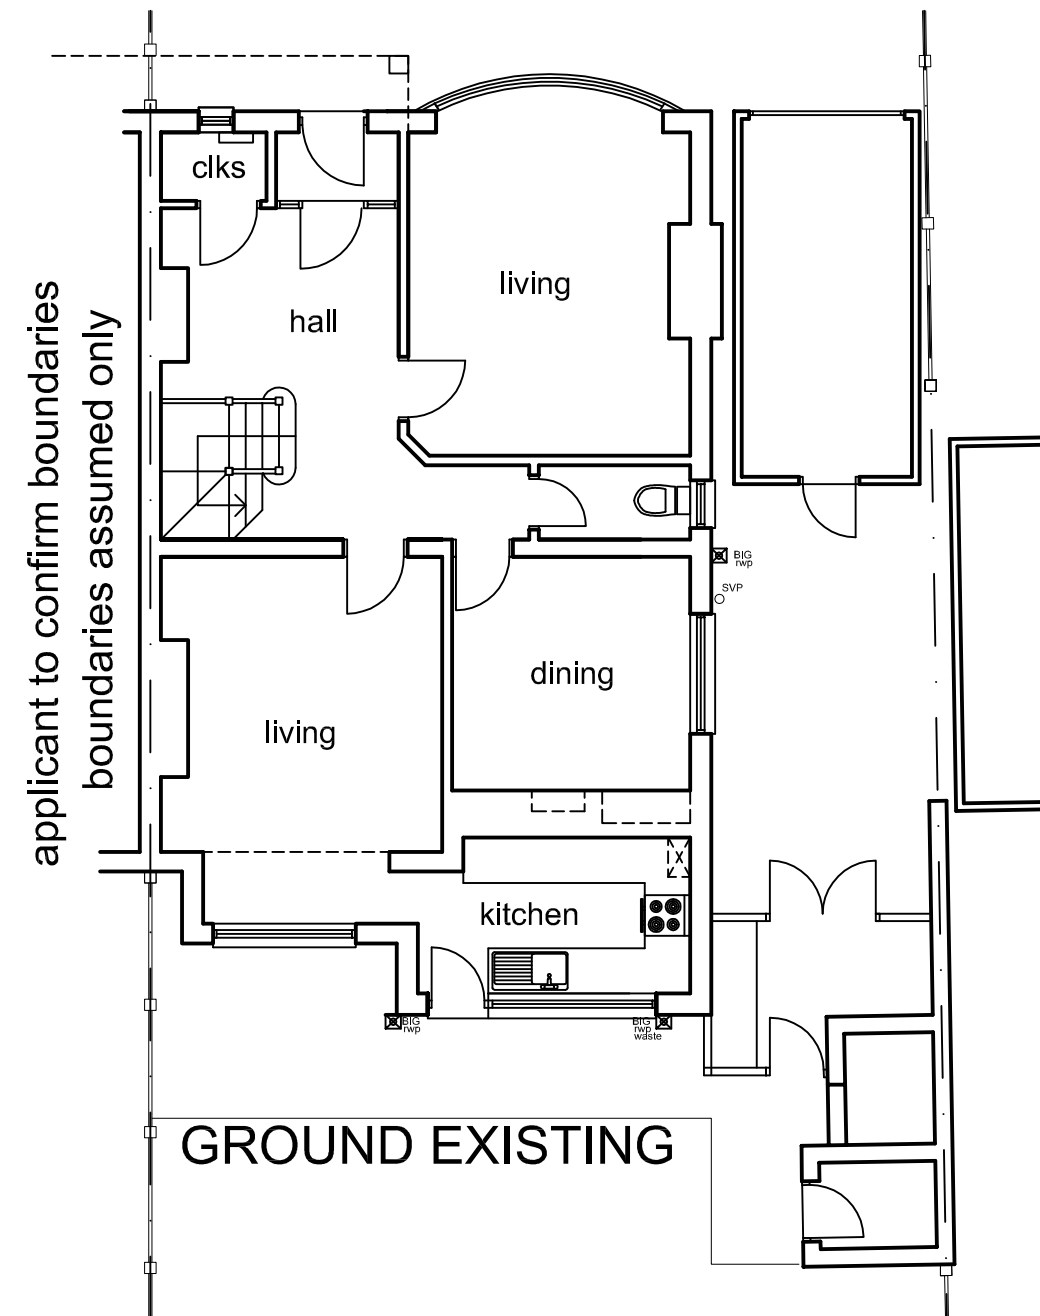 clks
living
hall
applicant to confirm boundaries
boundaries assumed only
BIG
rwp
SVP
dining
living
kitchen
X
BIG
rwp
BIG
rwp
waste
GROUND EXISTING